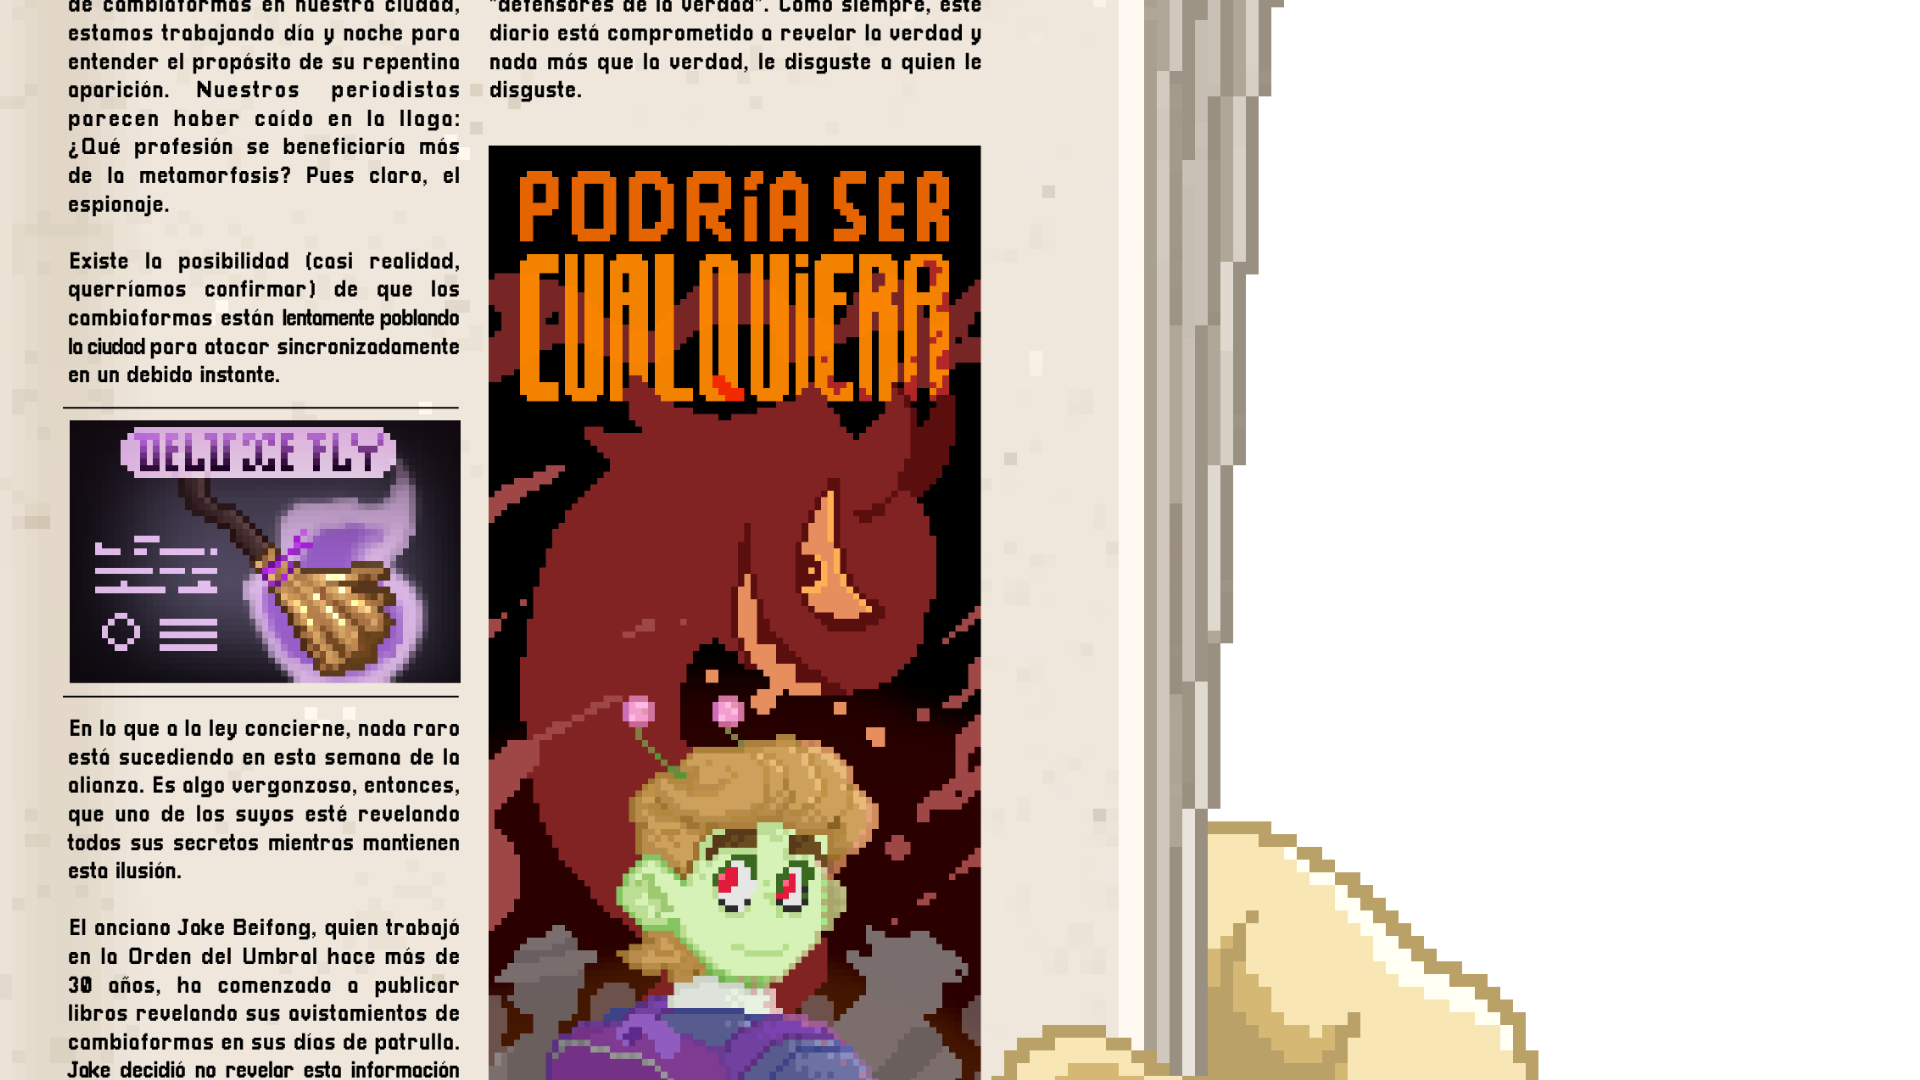 de cambiaformas en nuestra ciudad,
estamos trabajando día y noche para
entender el propósito de su repentina
aparición. Nuestros periodistas
parecen haber caído en la llaga:
¿Qué profesión se beneficiaría más
de la metamorfosis? Pues claro, el
espionaje.
Existe la posibilidad (casi realidad,
querríamos confirmar) de que los
cambiaformas están lentamente poblando
la ciudad para atacar sincronizadamente
en un debido instante.
DELUXE FLY
En lo que a la ley concierne, nada raro
está sucediendo en esta semana de la
alianza. Es algo vergonzoso, entonces,
que uno de los suyos esté revelando
todos sus secretos mientras mantienen
esta ilusión.
El anciano Jake Beifong, quien trabajó
en la Orden del Umbral hace más de
30 años, ha comenzado a publicar
libros revelando sus avistamientos de
cambiaformas en sus días de patrulla.
Jake decidió no revelar esta información
"defensores de la verdad". Como siempre, este
diario está comprometido a revelar la verdad y
nada más que la verdad, le disguste a quien le
disguste.
PODRÍA SER
CUALQUIERA